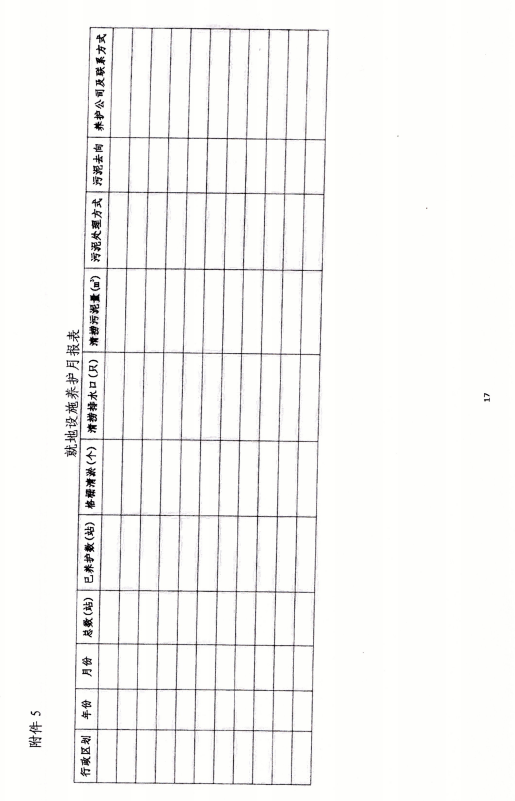 附件 5
就地设施养护月报表
行政区划 年份 月份 总数(站) 已养护数(站) 格栅清淤(个) 清捞排水口(只) 清捞污泥量(m³) 污泥处理方式 污泥去向 养护公司及联系方式
17